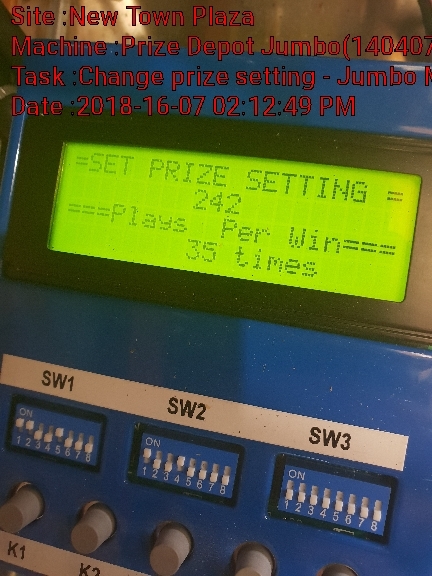 Site :New Town Plaza
Machine :Prize Depot Jumbo(140407
Task :Change prize setting - Jumbo M
Date :2018-16-07 02:12:49 PM
=SET PRIZE SETTING =
242
===Plays Per Win===
35 times
SW1
SW2
SW3
ON
1 2 3 4 5 6 7 8
ON
1 2 3 4 5 6 7 8
ON
1 2 3 4 5 6 7 8
K1
K2